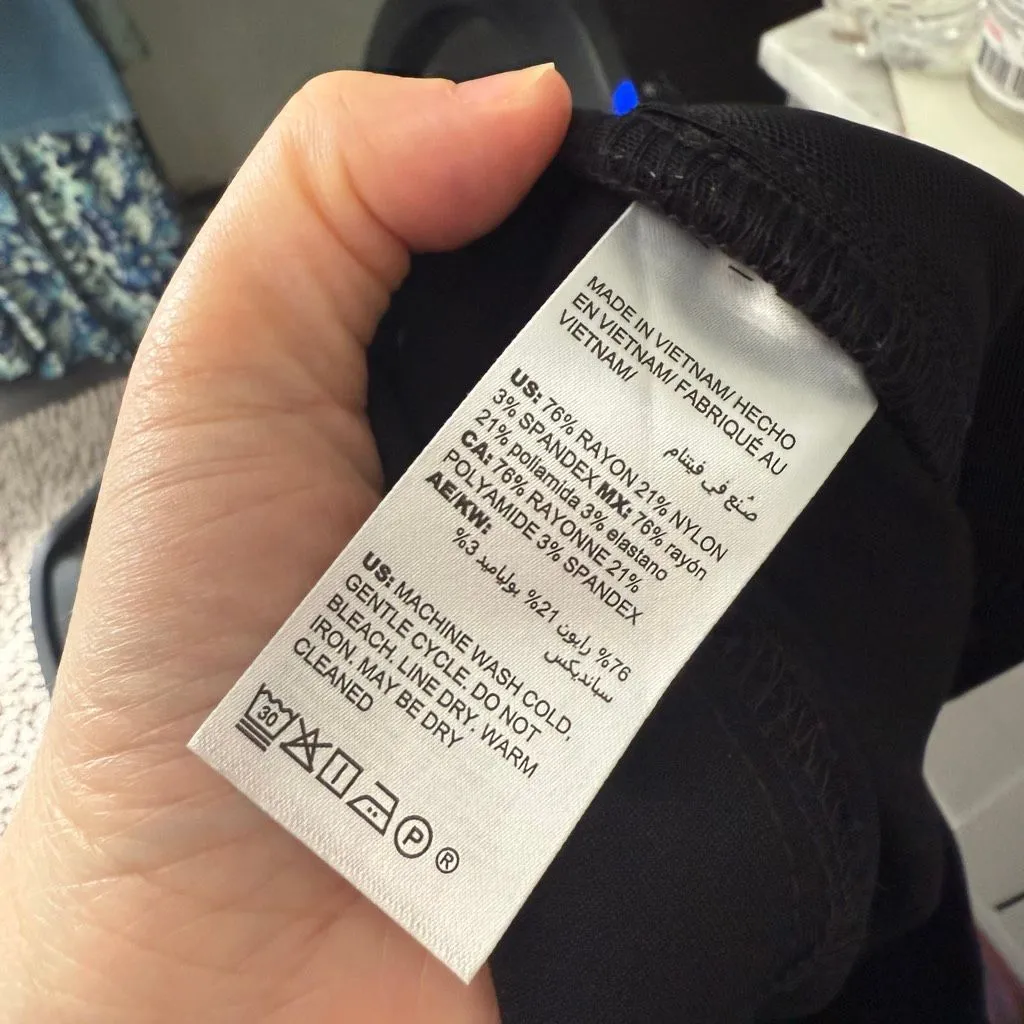 MADE IN VIETNAM/ HECHO
EN VIETNAM/ FABRIQUÉ AU
VIETNAM/
صُنع في فيتنام
US: 76% RAYON 21% NYLON
3% SPANDEX MX: 76% rayón
21% poliamida 3% elastano
CA: 76% RAYONNE 21%
POLYAMIDE 3% SPANDEX
AE/KW:
%76 رايون %21 بولياميد %3
سبانديكس
US: MACHINE WASH COLD,
GENTLE CYCLE, DO NOT
BLEACH, LINE DRY, WARM
IRON, MAY BE DRY
CLEANED
30
P ®